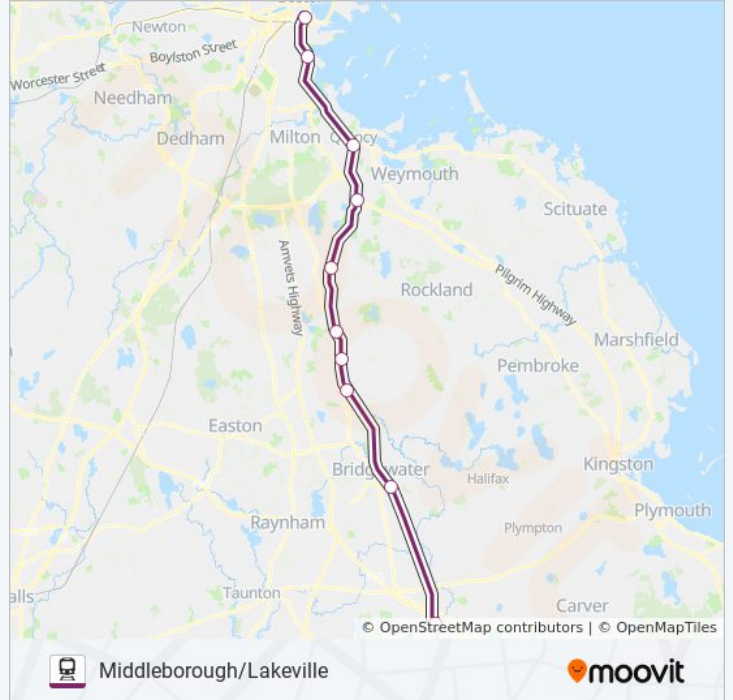 Newton
Boylston Street
Worcester Street
Needham
Dedham
Milton
Weymouth
Scituate
Amvets Highway
Pilgrim Highway
Rockland
Marshfield
Pembroke
Easton
Kingston
Halifax
Plymouth
Raynham
Plympton
Taunton
Carver
© OpenStreetMap contributors | © OpenMapTiles
Middleborough/Lakeville
moovit